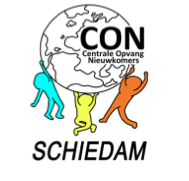 CON
Centrale Opvang
Nieuwkomers
SCHIEDAM